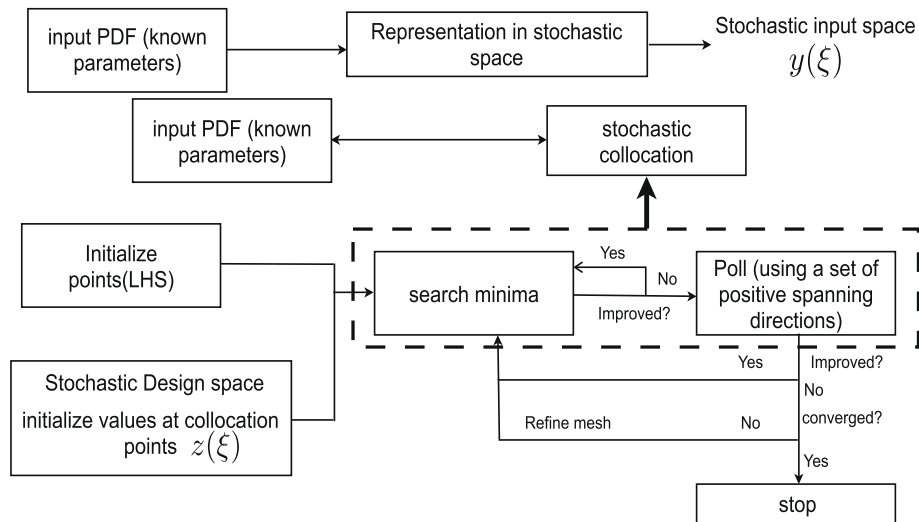 input PDF (known
parameters)
Representation in stochastic
space
Stochastic input space
y(ξ)
input PDF (known
parameters)
stochastic
collocation
Initialize
points(LHS)
search minima
Yes
No
Improved?
Poll (using a set of
positive spanning
directions)
Stochastic Design space
initialize values at collocation
points z(ξ)
Yes
Improved?
No
Refine mesh
No
converged?
Yes
stop